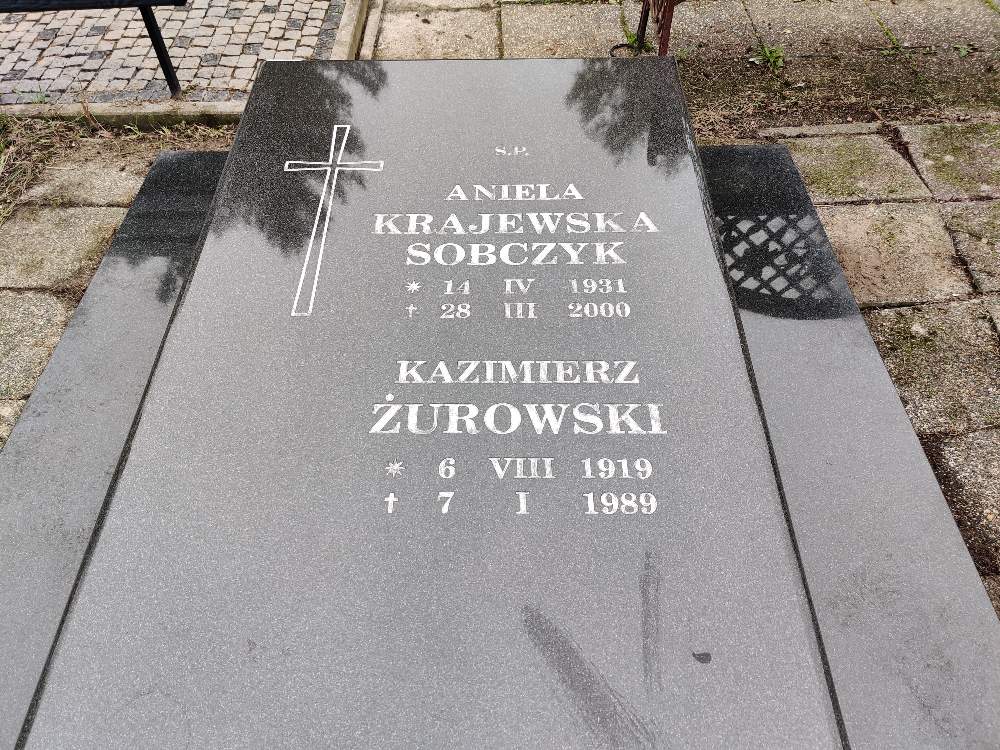 S.P.
ANIELA
KRAJEWSKA
SOBCZYK
* 14 IV 1931
† 28 III 2000
KAZIMIERZ
ŻUROWSKI
* 6 VIII 1919
† 7 I 1989